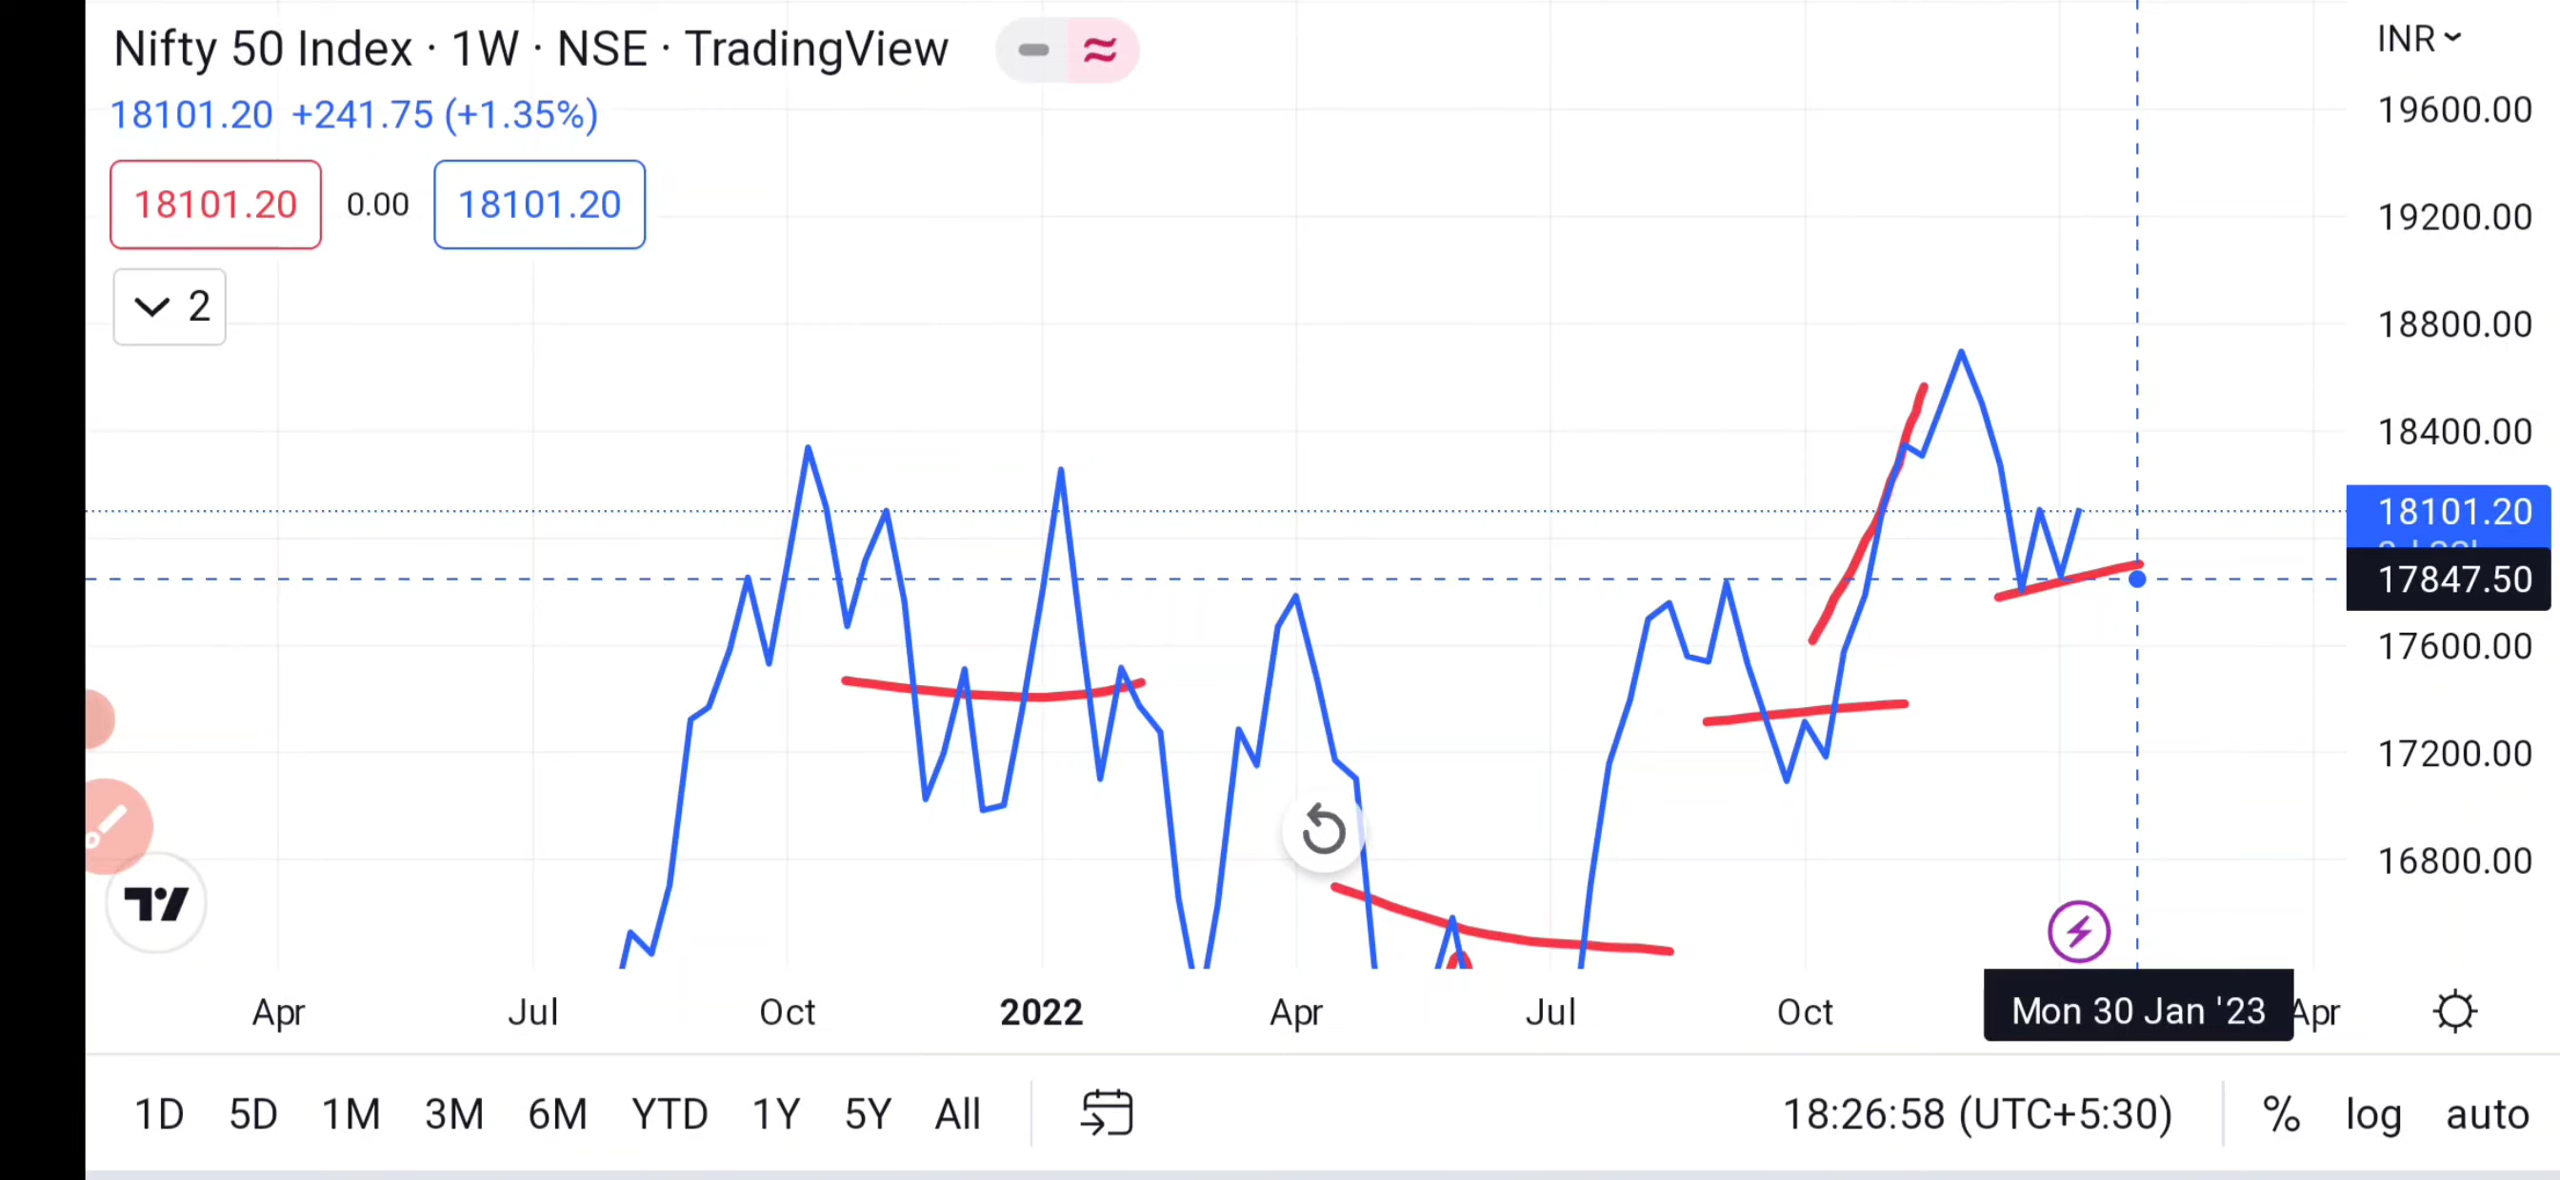 Nifty 50 Index · 1W · NSE · TradingView
INR
18101.20 +241.75 (+1.35%)
18101.20 0.00 18101.20
2
19600.00
19200.00
18800.00
18400.00
18101.20
17847.50
17600.00
17200.00
16800.00
Apr Jul Oct 2022 Apr Jul Oct Mon 30 Jan '23 Apr
1D 5D 1M 3M 6M YTD 1Y 5Y All 18:26:58 (UTC+5:30) % log auto